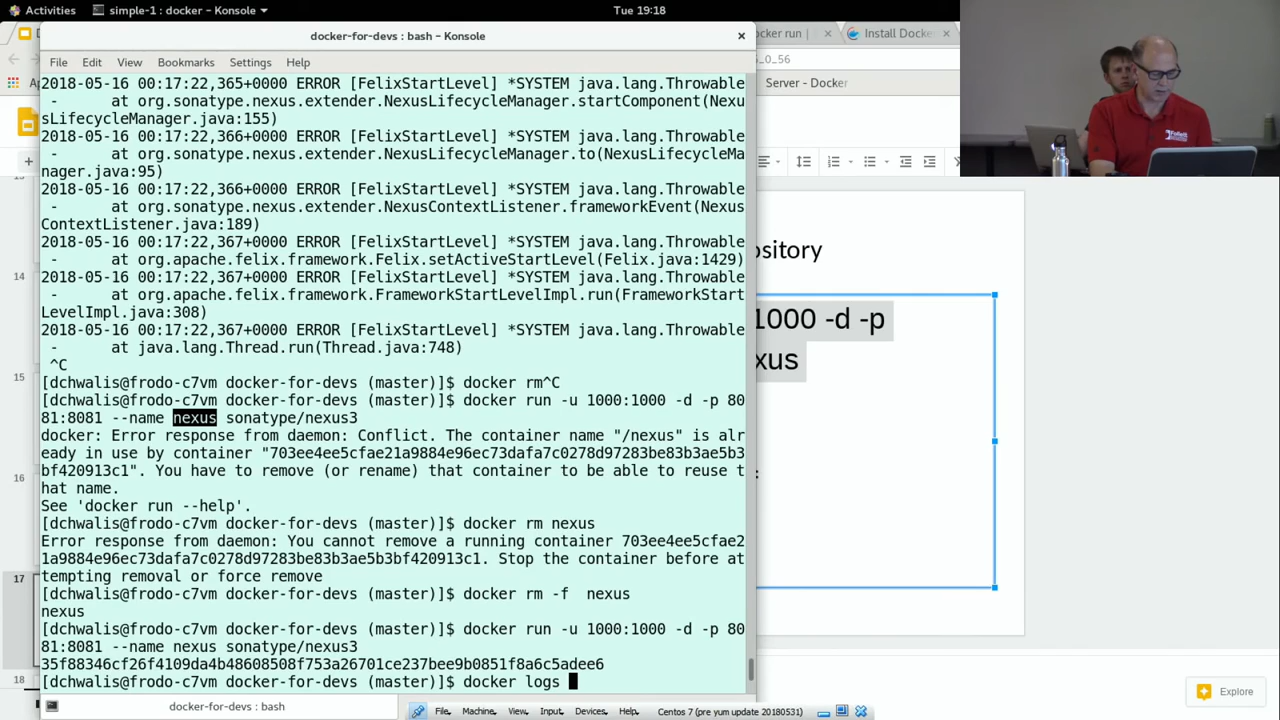 Activities
simple-1 : docker – Konsole
Tue 19:18
docker-for-devs : bash – Konsole
File Edit View Bookmarks Settings Help
2018-05-16 00:17:22,365+0000 ERROR [FelixStartLevel] *SYSTEM java.lang.Throwable
- at org.sonatype.nexus.extender.NexusLifecycleManager.startComponent(Nexu
sLifecycleManager.java:155)
2018-05-16 00:17:22,366+0000 ERROR [FelixStartLevel] *SYSTEM java.lang.Throwable
- at org.sonatype.nexus.extender.NexusLifecycleManager.to(NexusLifecycleMa
nager.java:95)
2018-05-16 00:17:22,366+0000 ERROR [FelixStartLevel] *SYSTEM java.lang.Throwable
- at org.sonatype.nexus.extender.NexusContextListener.frameworkEvent(Nexus
ContextListener.java:189)
2018-05-16 00:17:22,367+0000 ERROR [FelixStartLevel] *SYSTEM java.lang.Throwable
- at org.apache.felix.framework.Felix.setActiveStartLevel(Felix.java:1429)
2018-05-16 00:17:22,367+0000 ERROR [FelixStartLevel] *SYSTEM java.lang.Throwable
- at org.apache.felix.framework.FrameworkStartLevelImpl.run(FrameworkStart
LevelImpl.java:308)
2018-05-16 00:17:22,367+0000 ERROR [FelixStartLevel] *SYSTEM java.lang.Throwable
- at java.lang.Thread.run(Thread.java:748)
^C
[dchwalis@frodo-c7vm docker-for-devs (master)]$ docker rm^C
[dchwalis@frodo-c7vm docker-for-devs (master)]$ docker run -u 1000:1000 -d -p 80
81:8081 --name nexus sonatype/nexus3
docker: Error response from daemon: Conflict. The container name "/nexus" is alr
eady in use by container "703ee4ee5cfae21a9884e96ec73dafa7c0278d97283be83b3ae5b3
bf420913c1". You have to remove (or rename) that container to be able to reuse t
hat name.
See 'docker run --help'.
[dchwalis@frodo-c7vm docker-for-devs (master)]$ docker rm nexus
Error response from daemon: You cannot remove a running container 703ee4ee5cfae2
1a9884e96ec73dafa7c0278d97283be83b3ae5b3bf420913c1. Stop the container before at
tempting removal or force remove
[dchwalis@frodo-c7vm docker-for-devs (master)]$ docker rm -f  nexus
nexus
[dchwalis@frodo-c7vm docker-for-devs (master)]$ docker run -u 1000:1000 -d -p 80
81:8081 --name nexus sonatype/nexus3
35f88346cf26f4109da4b48608508f753a26701ce237bee9b0851f8a6c5adee6
[dchwalis@frodo-c7vm docker-for-devs (master)]$ docker logs
docker-for-devs : bash
ocker run
Install Docker
_0_56
Server - Docker
Follett
ository
1000 -d -p
xus
:
14
15
16
17
18
Explore
File Machine View Input Devices Help
Centos 7 (pre yum update 20180531)